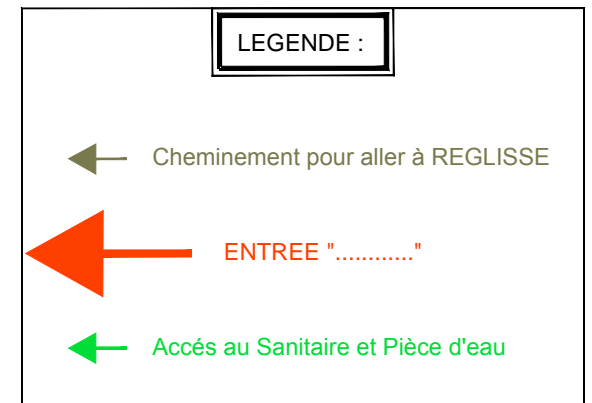 LEGENDE :
Cheminement pour aller à REGLISSE
ENTREE "............"
Accés au Sanitaire et Pièce d'eau